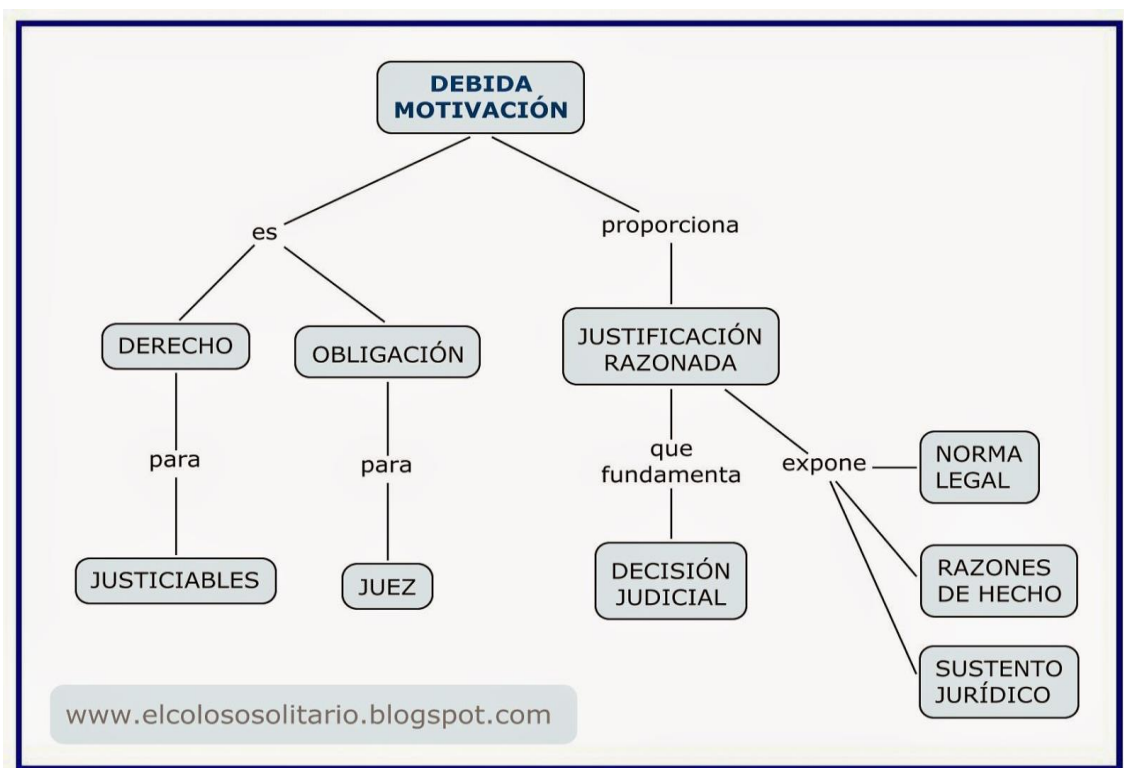 DEBIDA
MOTIVACIÓN
es
proporciona
DERECHO
OBLIGACIÓN
JUSTIFICACIÓN
RAZONADA
para
para
que
fundamenta
expone
NORMA
LEGAL
JUSTICIABLES
JUEZ
DECISIÓN
JUDICIAL
RAZONES
DE HECHO
SUSTENTO
JURÍDICO
www.elcolososolitario.blogspot.com